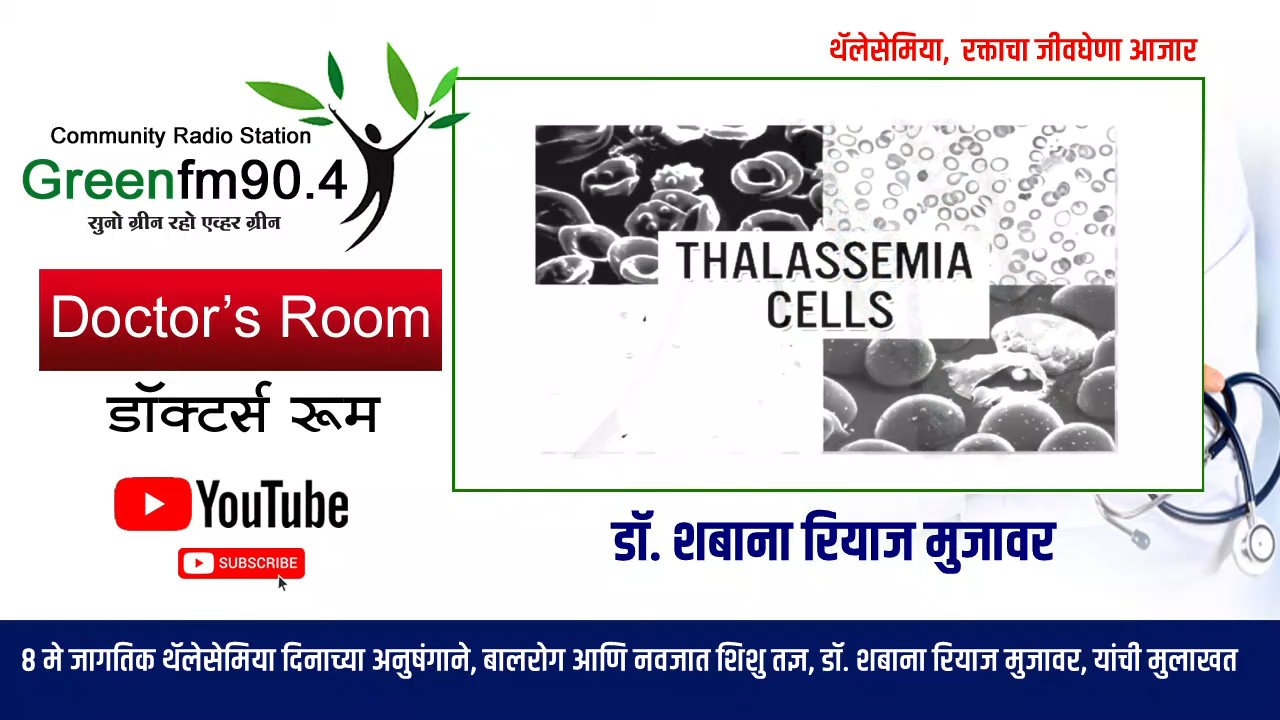 थॅलेसेमिया, रक्ताचा जीवघेणा आजार
Community Radio Station
Greenfm90.4
सुनो ग्रीन रहो एव्हर ग्रीन
Doctor's Room
डॉक्टर्स रूम
YouTube
SUBSCRIBE
THALASSEMIA
CELLS
डॉ. शबाना रियाज मुजावर
8 मे जागतिक थॅलेसेमिया दिनाच्या अनुषंगाने, बालरोग आणि नवजात शिशु तज्ञ, डॉ. शबाना रियाज मुजावर, यांची मुलाखत